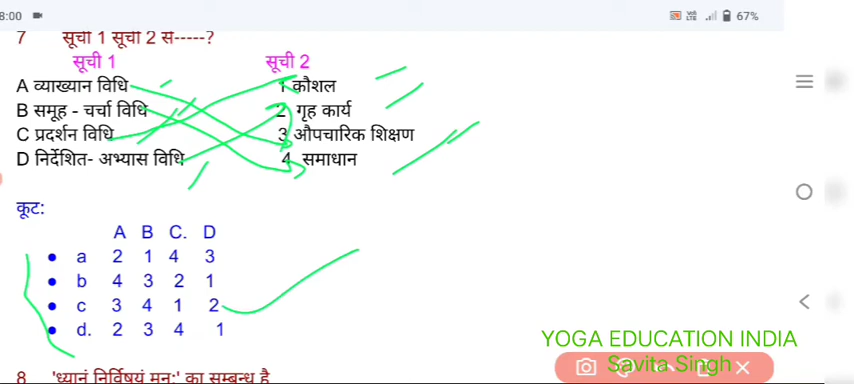 8:00 67%
7 सूची 1 सूची 2 से-----?
सूची 1 सूची 2
A व्याख्यान विधि 1 कौशल
B समूह - चर्चा विधि 2 गृह कार्य
C प्रदर्शन विधि 3 औपचारिक शिक्षण
D निर्देशित- अभ्यास विधि 4 समाधान
कूट:
A B C. D
• a 2 1 4 3
• b 4 3 2 1
• c 3 4 1 2
• d. 2 3 4 1
YOGA EDUCATION INDIA
Savita Singh
8 'ध्यानं निर्विषयं मन:' का सम्बन्ध है